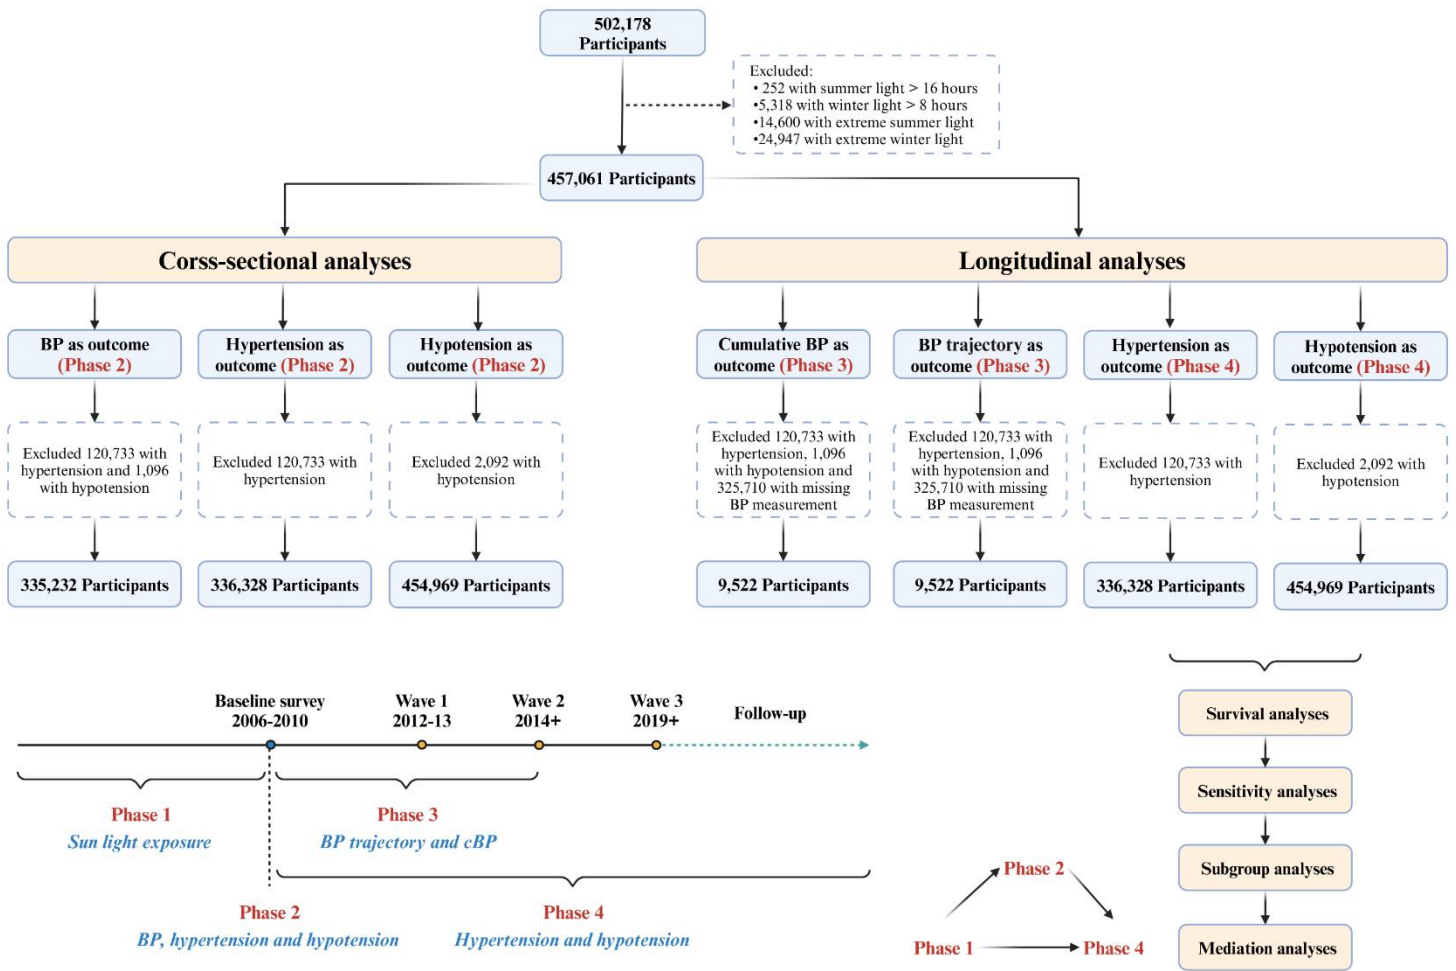 502,178
Participants
Excluded:
• 252 with summer light > 16 hours
•5,318 with winter light > 8 hours
•14,600 with extreme summer light
•24,947 with extreme winter light
457,061 Participants
Corss-sectional analyses
Longitudinal analyses
BP as outcome
(Phase 2)
Hypertension as
outcome (Phase 2)
Hypotension as
outcome (Phase 2)
Cumulative BP as
outcome (Phase 3)
BP trajectory as
outcome (Phase 3)
Hypertension as
outcome (Phase 4)
Hypotension as
outcome (Phase 4)
Excluded 120,733 with
hypertension and 1,096
with hypotension
Excluded 120,733 with
hypertension
Excluded 2,092 with
hypotension
Excluded 120,733 with
hypertension, 1,096
with hypotension and
325,710 with missing
BP measurement
Excluded 120,733 with
hypertension, 1,096
with hypotension and
325,710 with missing
BP measurement
Excluded 120,733 with
hypertension
Excluded 2,092 with
hypotension
335,232 Participants
336,328 Participants
454,969 Participants
9,522 Participants
9,522 Participants
336,328 Participants
454,969 Participants
Baseline survey
2006-2010
Wave 1
2012-13
Wave 2
2014+
Wave 3
2019+
Follow-up
Phase 1
Sun light exposure
Phase 3
BP trajectory and cBP
Phase 2
BP, hypertension and hypotension
Phase 4
Hypertension and hypotension
Phase 2
Phase 1
Phase 4
Survival analyses
Sensitivity analyses
Subgroup analyses
Mediation analyses